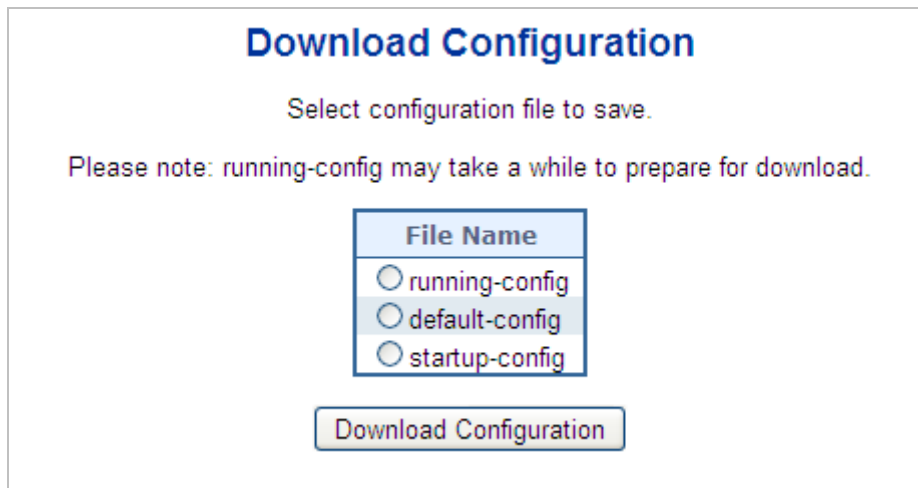 Download Configuration
Select configuration file to save.
Please note: running-config may take a while to prepare for download.
File Name
running-config
default-config
startup-config
Download Configuration